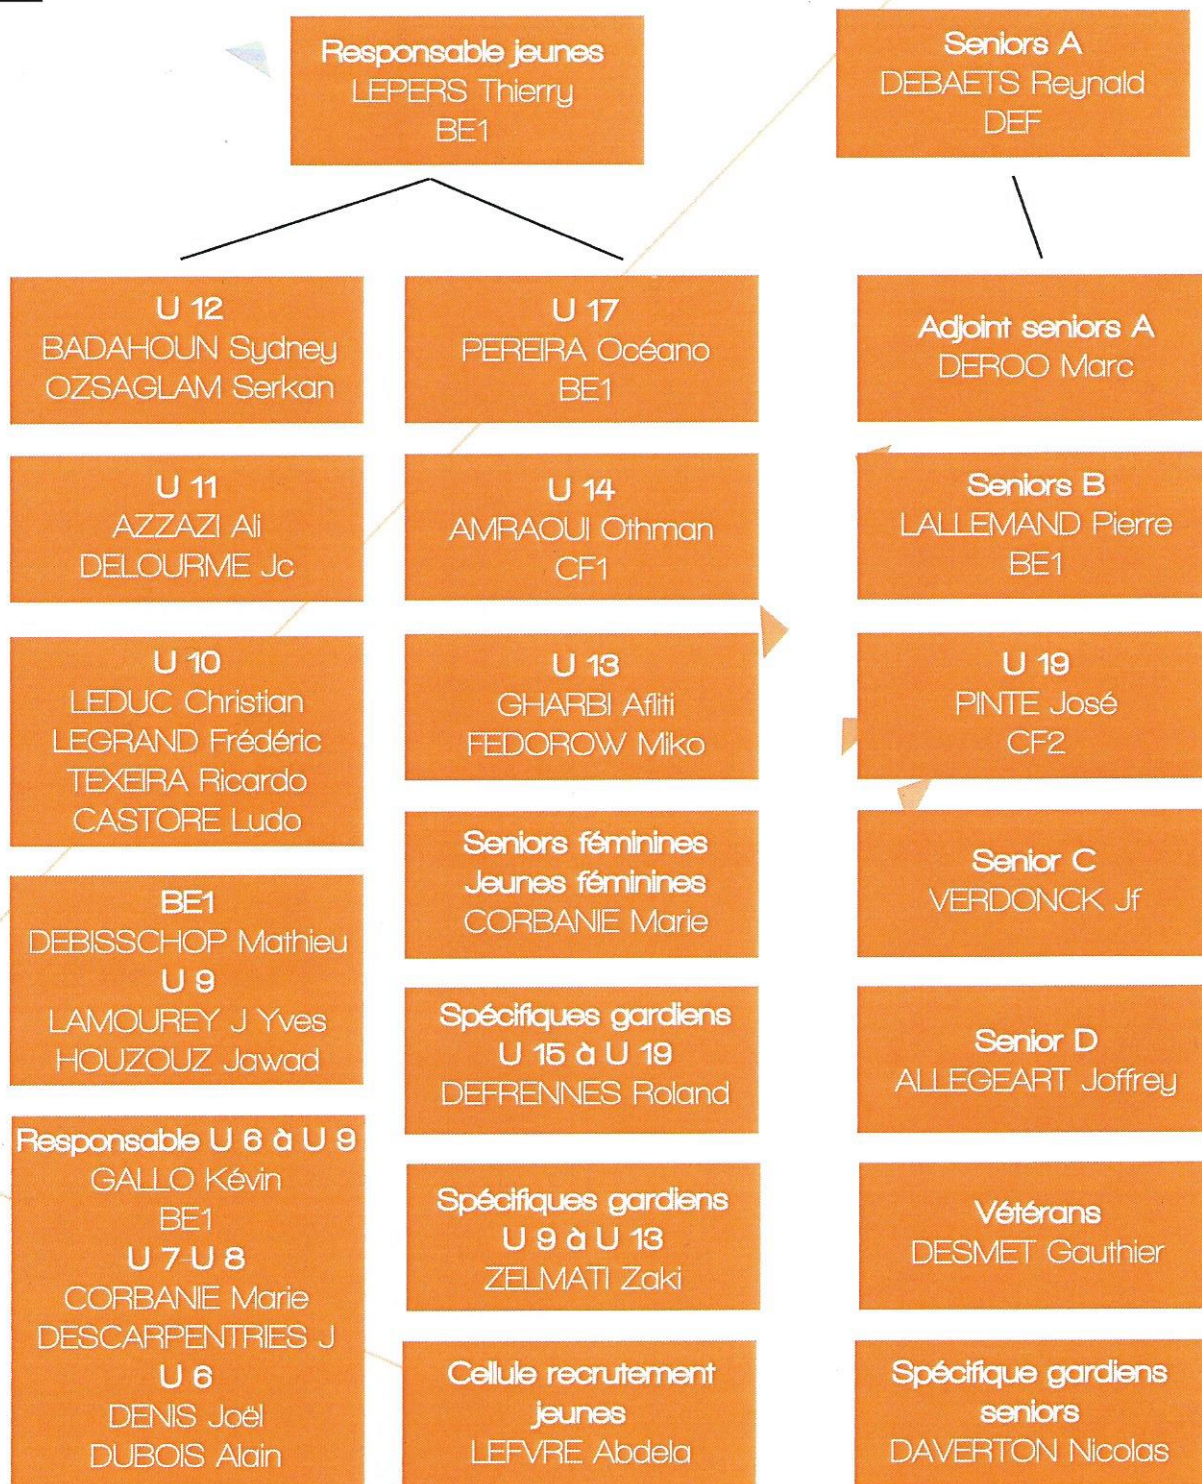 Responsable jeunes
LEPERS Thierry
BE1
Seniors A
DEBAETS Reynald
DEF
U 12
BADAHOUN Sydney
OZSAGLAM Serkan
U 17
PEREIRA Océano
BE1
Adjoint seniors A
DEROO Marc
U 11
AZZAZI Ali
DELOURME Jc
U 14
AMRAOUI Othman
CF1
Seniors B
LALLEMAND Pierre
BE1
U 10
LEDUC Christian
LEGRAND Frédéric
TEXEIRA Ricardo
CASTORE Ludo
U 13
GHARBI Afliti
FEDOROW Miko
U 19
PINTE José
CF2
Seniors féminines
Jeunes féminines
CORBANIE Marie
Senior C
VERDONCK Jf
BE1
DEBISSCHOP Mathieu
U 9
LAMOUREY J Yves
HOUZOUZ Jawad
Spécifiques gardiens
U 15 à U 19
DEFRENNES Roland
Senior D
ALLEGEART Joffrey
Responsable U 6 à U 9
GALLO Kévin
BE1
U 7-U 8
CORBANIE Marie
DESCARPENTRIES J
U 6
DENIS Joël
DUBOIS Alain
Spécifiques gardiens
U 9 à U 13
ZELMATI Zaki
Vétérans
DESMET Gauthier
Cellule recrutement
jeunes
LEFVRE Abdela
Spécifique gardiens
seniors
DAVERTON Nicolas